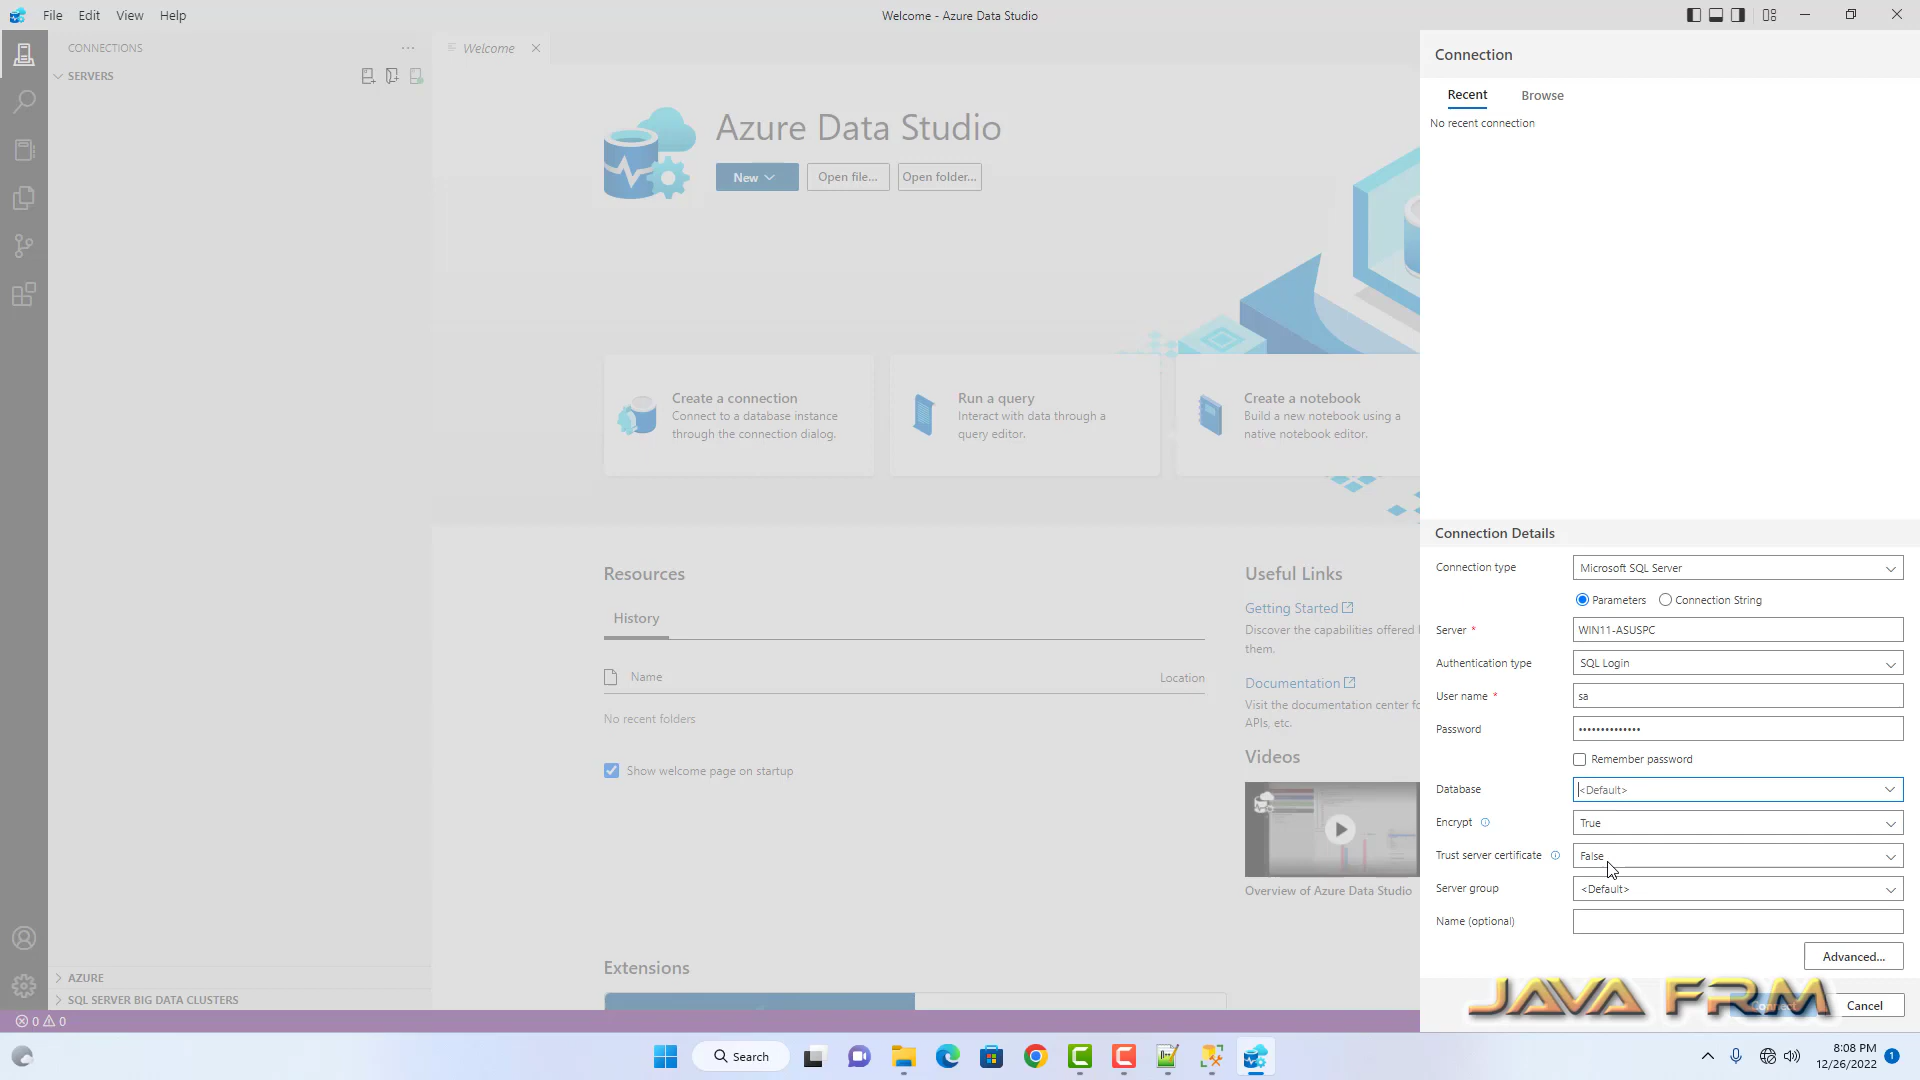 File Edit View Help
Welcome - Azure Data Studio
CONNECTIONS
SERVERS
Welcome
Azure Data Studio
New
Open file...
Open folder...
Create a connection
Connect to a database instance
through the connection dialog.
Run a query
Interact with data through a
query editor.
Create a notebook
Build a new notebook using a
native notebook editor.
Resources
History
Name
Location
No recent folders
Show welcome page on startup
Useful Links
Getting Started
Discover the capabilities offered
them.
Documentation
Visit the documentation center
APIs, etc.
Videos
Overview of Azure Data Studio
Extensions
AZURE
SQL SERVER BIG DATA CLUSTERS
0 0
Connection
Recent
Browse
No recent connection
Connection Details
Connection type
Microsoft SQL Server
Parameters
Connection String
Server *
WIN11-ASUSPC
Authentication type
SQL Login
User name *
sa
Password
••••••••••••••
Remember password
Database
<Default>
Encrypt
True
Trust server certificate
False
Server group
<Default>
Name (optional)
Advanced...
JAVA FRM
Cancel
Search
8:08 PM
12/26/2022
1